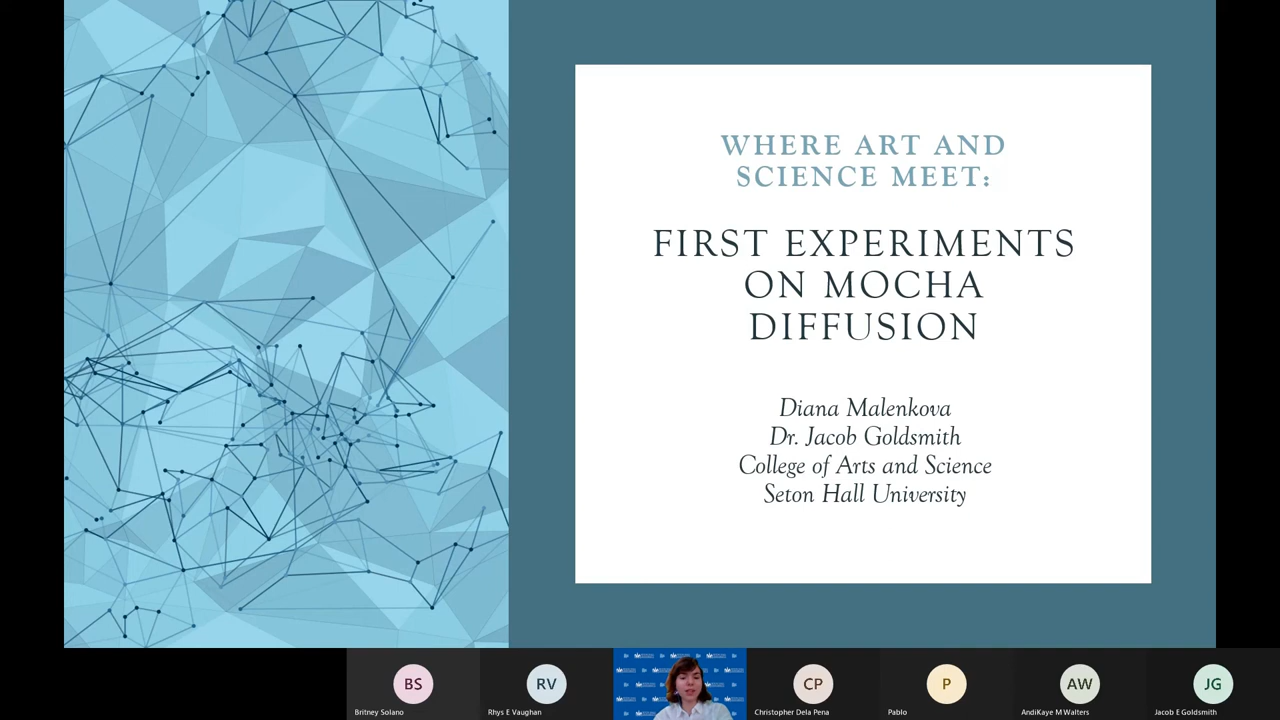 WHERE ART AND
SCIENCE MEET:
FIRST EXPERIMENTS
ON MOCHA
DIFFUSION
Diana Malenkova
Dr. Jacob Goldsmith
College of Arts and Science
Seton Hall University
BS
RV
CP
P
AW
JG
Britney Solano
Rhys E Vaughan
Christopher Dela Pena
Pablo
AndiKaye M Walters
Jacob E Goldsmith